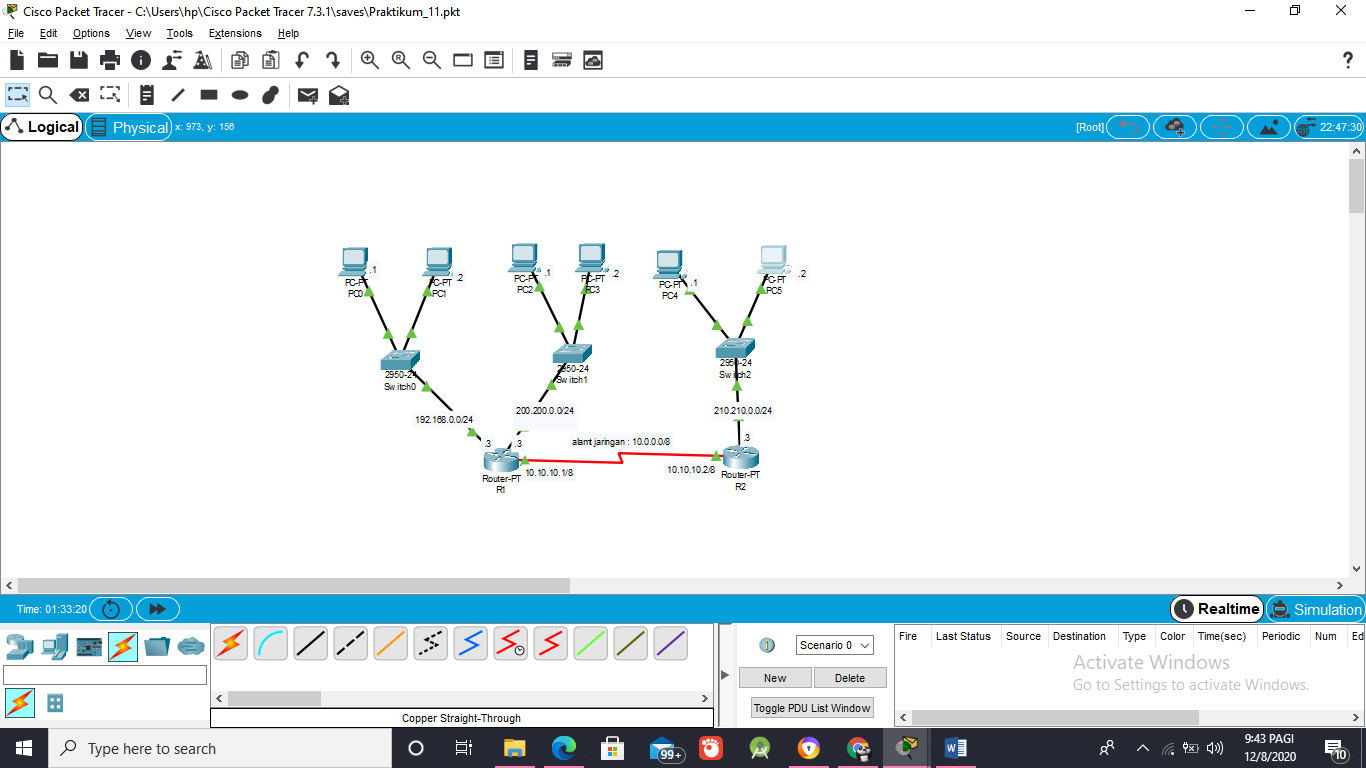 Cisco Packet Tracer - C:\Users\hp\Cisco Packet Tracer 7.3.1\saves\Praktikum_11.pkt
File Edit Options View Tools Extensions Help
Logical Physical x: 973, y: 156 [Root] 22:47:30
.1 .2 .1 .2 .1 .2
PC-PT PC-PT PC-PT PC-PT PC-PT PC-PT
PC0 PC1 PC2 PC3 PC4 PC5
2950-24 2950-24 2950-24
Switch0 Switch1 Switch2
192.168.0.0/24 200.200.0.0/24 210.210.0.0/24
.3 .3 .3
alamt jaringan : 10.0.0.0/8
10.10.10.1/8 10.10.10.2/8
Router-PT Router-PT
R1 R2
Time: 01:33:20 Realtime Simulation
Copper Straight-Through
Scenario 0
New Delete
Toggle PDU List Window
Fire Last Status Source Destination Type Color Time(sec) Periodic Num Ed
Activate Windows
Go to Settings to activate Windows.
Type here to search
99+
9:43 PAGI
12/8/2020
10